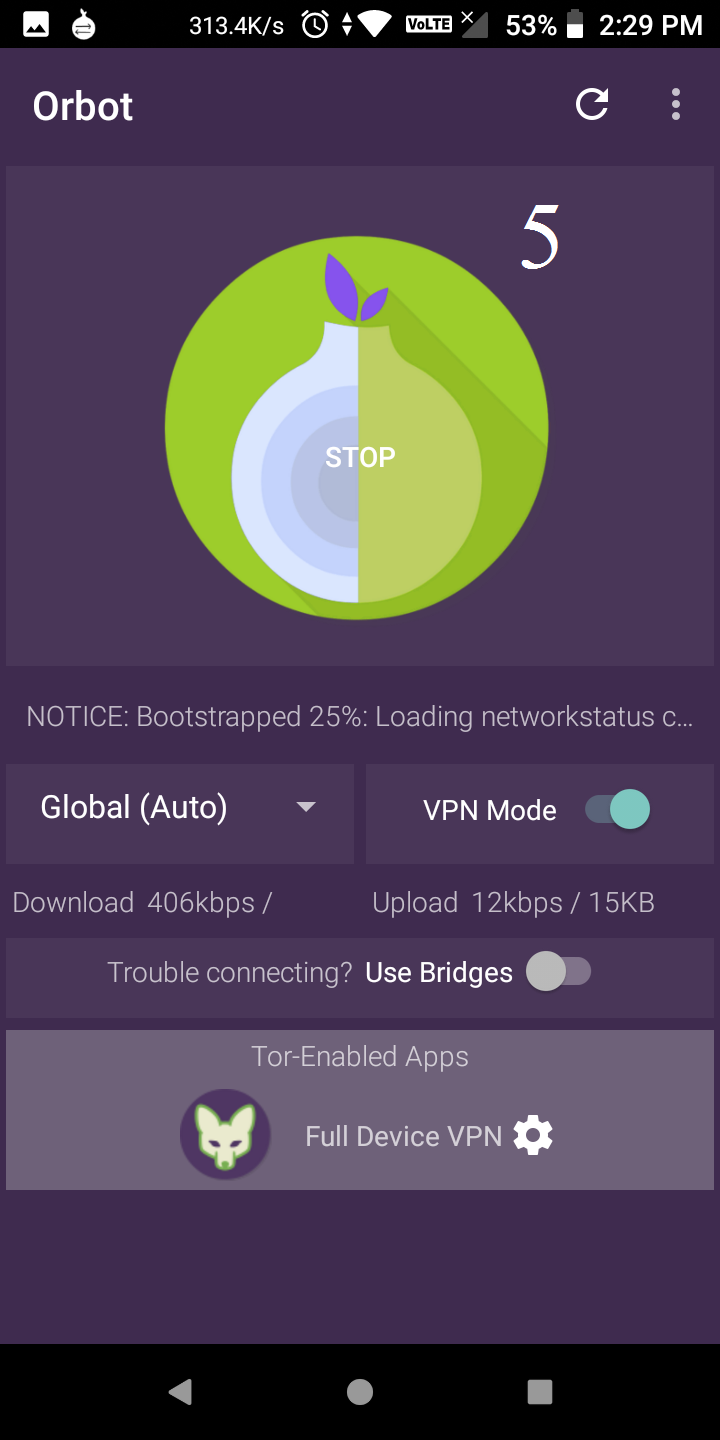 313.4K/s VoLTE 53% 2:29 PM
Orbot
5
STOP
NOTICE: Bootstrapped 25%: Loading networkstatus c...
Global (Auto) VPN Mode
Download 406kbps / Upload 12kbps / 15KB
Trouble connecting? Use Bridges
Tor-Enabled Apps
Full Device VPN